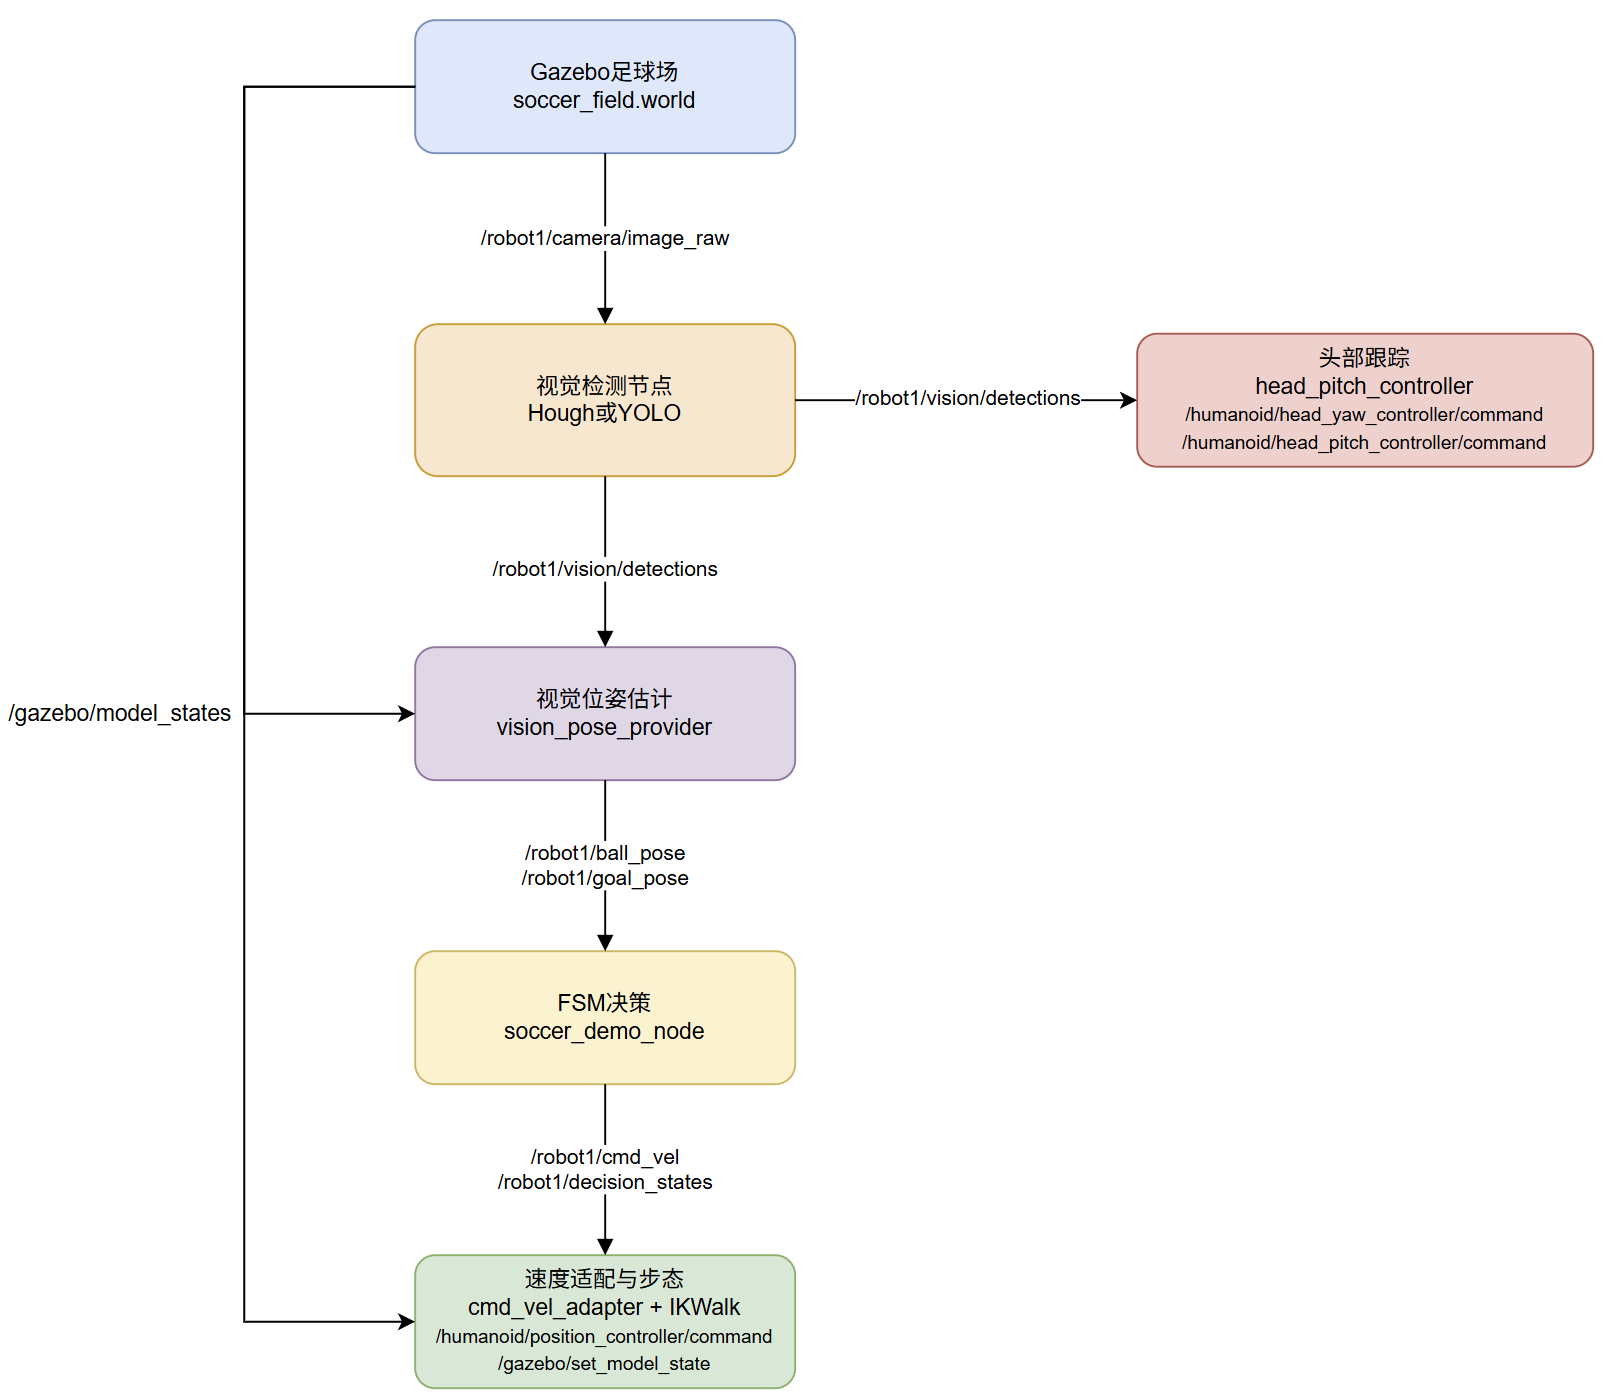 Gazebo足球场
soccer_field.world
/robot1/camera/image_raw
视觉检测节点
Hough或YOLO
/robot1/vision/detections
头部跟踪
head_pitch_controller
/humanoid/head_yaw_controller/command
/humanoid/head_pitch_controller/command
/robot1/vision/detections
/gazebo/model_states
视觉位姿估计
vision_pose_provider
/robot1/ball_pose
/robot1/goal_pose
FSM决策
soccer_demo_node
/robot1/cmd_vel
/robot1/decision_states
速度适配与步态
cmd_vel_adapter + IKWalk
/humanoid/position_controller/command
/gazebo/set_model_state